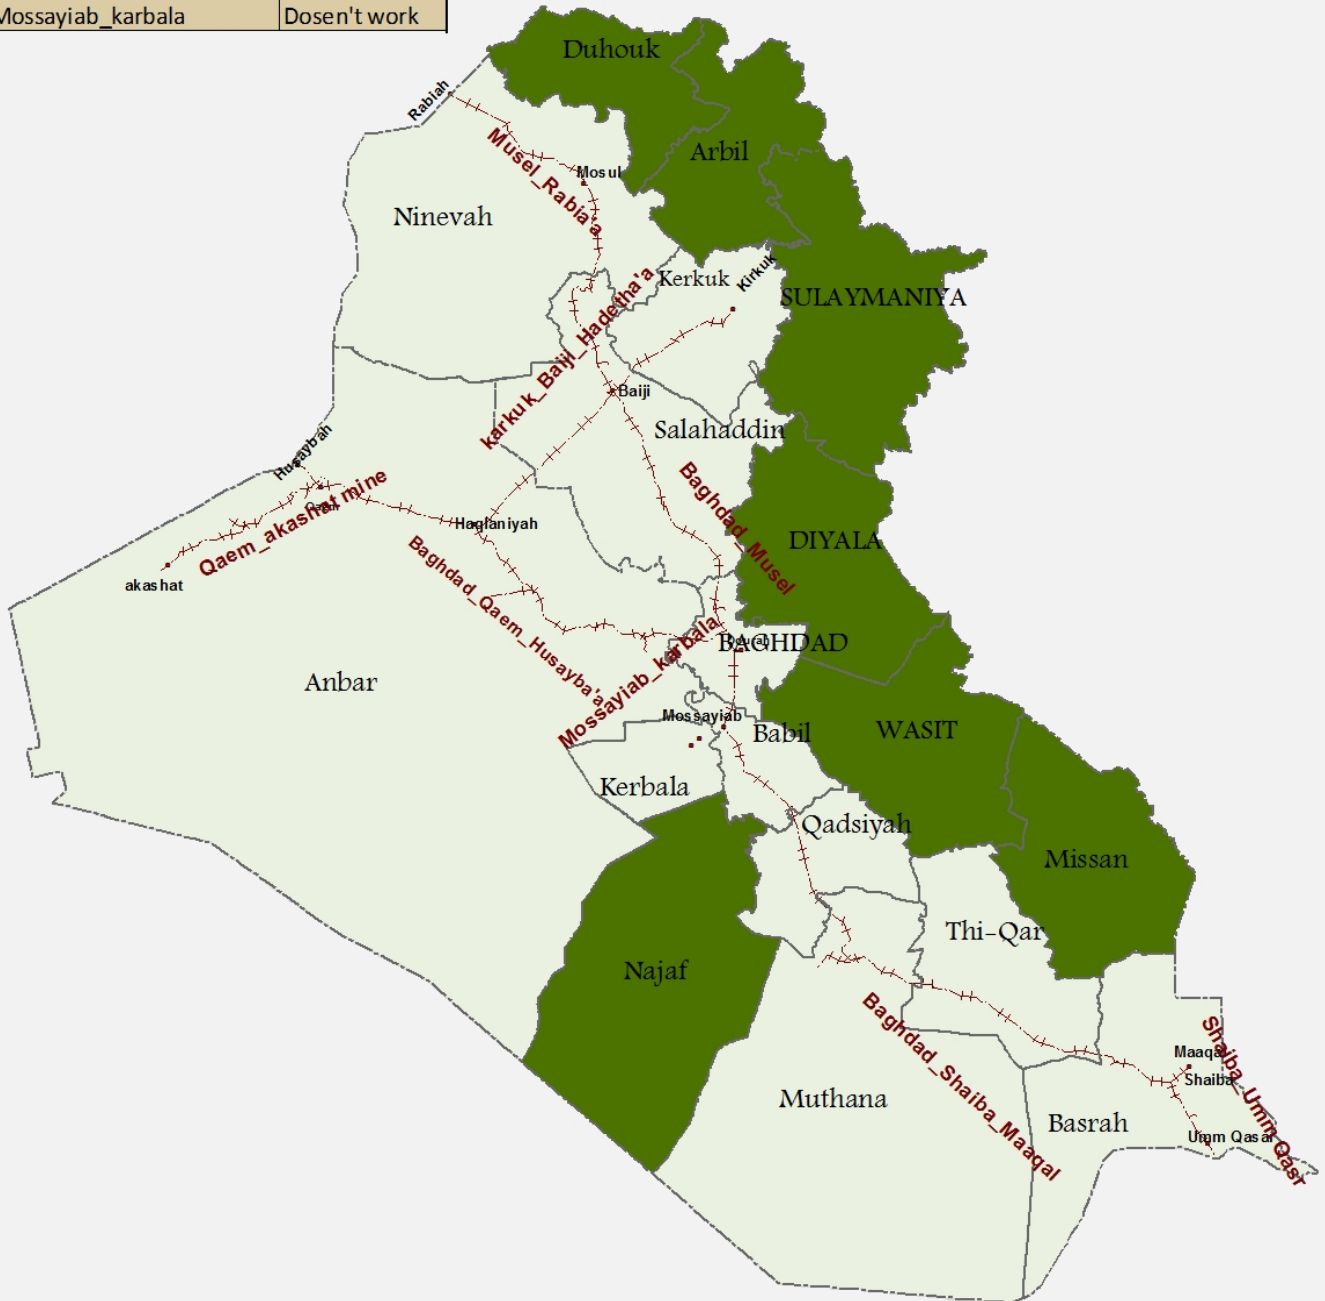 Mossayiab_karbala Dosen't work
Duhouk
Rabiah
Arbil
Musel_Rabia'a
Mosul
Ninevah
Kerkuk
Kirkuk
SULAYMANIYA
karkuk_Baiji_Hadetha'a
Baiji
Salahaddin
Husaybah
Qaem_akashat mine
Haqlaniyah
Baghdad_Musel
DIYALA
akashat
Baghdad_Qaem_Husayba'a
Mossayiab_karbala
BAGHDAD
Anbar
Mossayiab
Babil
WASIT
Kerbala
Qadsiyah
Missan
Thi-Qar
Najaf
Baghdad_Shaiba_Maaqal
Shaiba_Umm Qasr
Maaqal
Shaiba
Muthana
Basrah
Umm Qasar